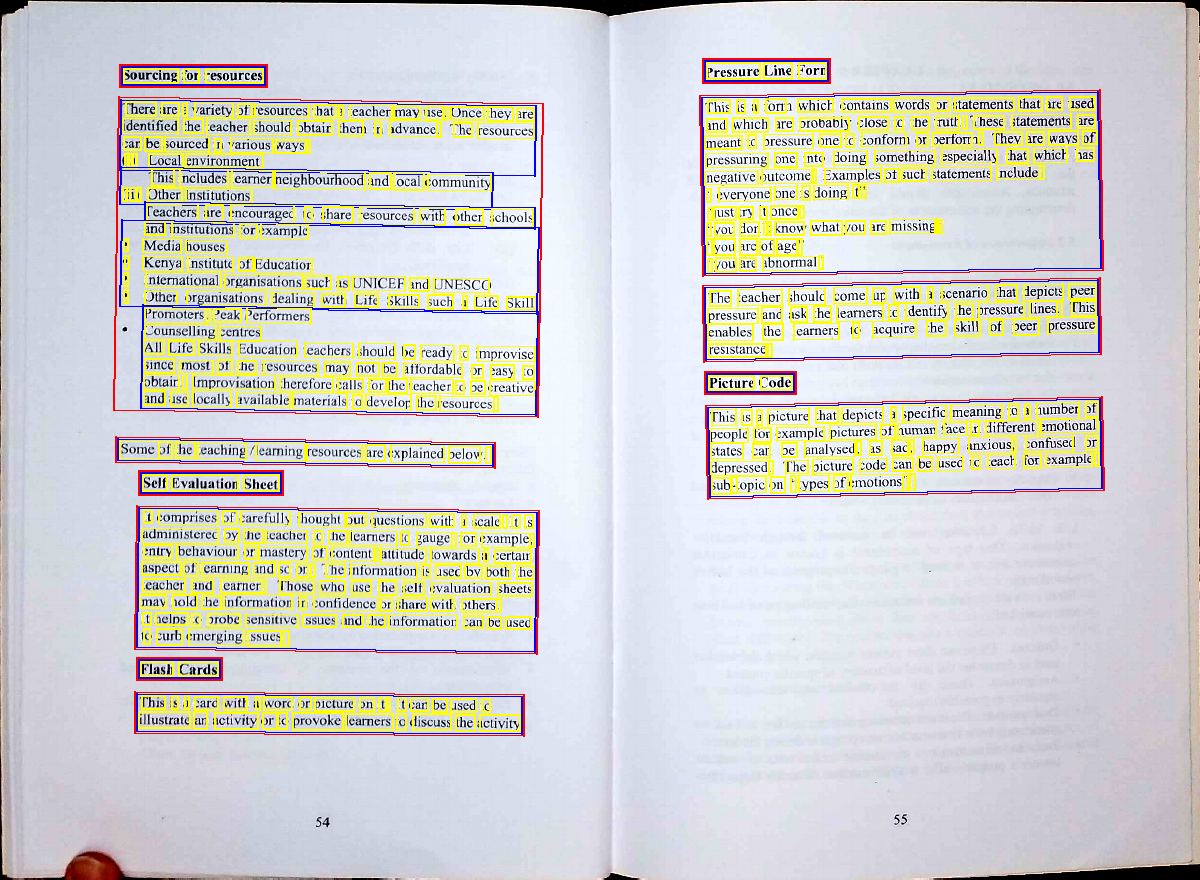 Sourcing for resources
There are a variety of resources that a teacher may use. Once they are
identified the teacher should obtain them in advance. The resources
can be sourced in various ways
(i) Local environment
This includes learner neighbourhood and local community
(ii) Other Institutions
Teachers are encouraged to share resources with other schools
and institutions for example
• Media houses
• Kenya Institute of Education
• International organisations such as UNICEF and UNESCO
• Other organisations dealing with Life Skills such a Life Skill
Promoters, Peak Performers
• Counselling centres
All Life Skills Education teachers should be ready to improvise
since most of the resources may not be affordable or easy to
obtain. Improvisation therefore calls for the teacher to be creative
and use locally available materials to develop the resources.
Some of the teaching /learning resources are explained below.
Self Evaluation Sheet
It comprises of carefully thought out questions with a scale. It is
administered by the teacher to the learners to gauge, for example,
entry behaviour or mastery of content, attitude towards a certain
aspect of learning and so on. The information is used by both the
teacher and learner. Those who use the self evaluation sheets
may hold the information in confidence or share with others.
It helps to probe sensitive issues and the information can be used
to curb emerging issues.
Flash Cards
This is a card with a word or picture on it. It can be used to
illustrate an activity or to provoke learners to discuss the activity
54
Pressure Line Form
This is a form which contains words or statements that are used
and which are probably close to the truth. These statements are
meant to pressure one to conform or perform. They are ways of
pressuring one into doing something especially that which has
negative outcome. Examples of such statements include:
"everyone one is doing it"
"just try it once"
"you don't know what you are missing"
"you are of age"
"you are abnormal"
The teacher should come up with a scenario that depicts peer
pressure and ask the learners to identify the pressure lines. This
enables the learners to acquire the skill of peer pressure
resistance.
Picture Code
This is a picture that depicts a specific meaning to a number of
people for example pictures of human face in different emotional
states can be analysed, as sad, happy anxious, confused or
depressed. The picture code can be used to teach for example
sub-topic on "types of emotions".
55